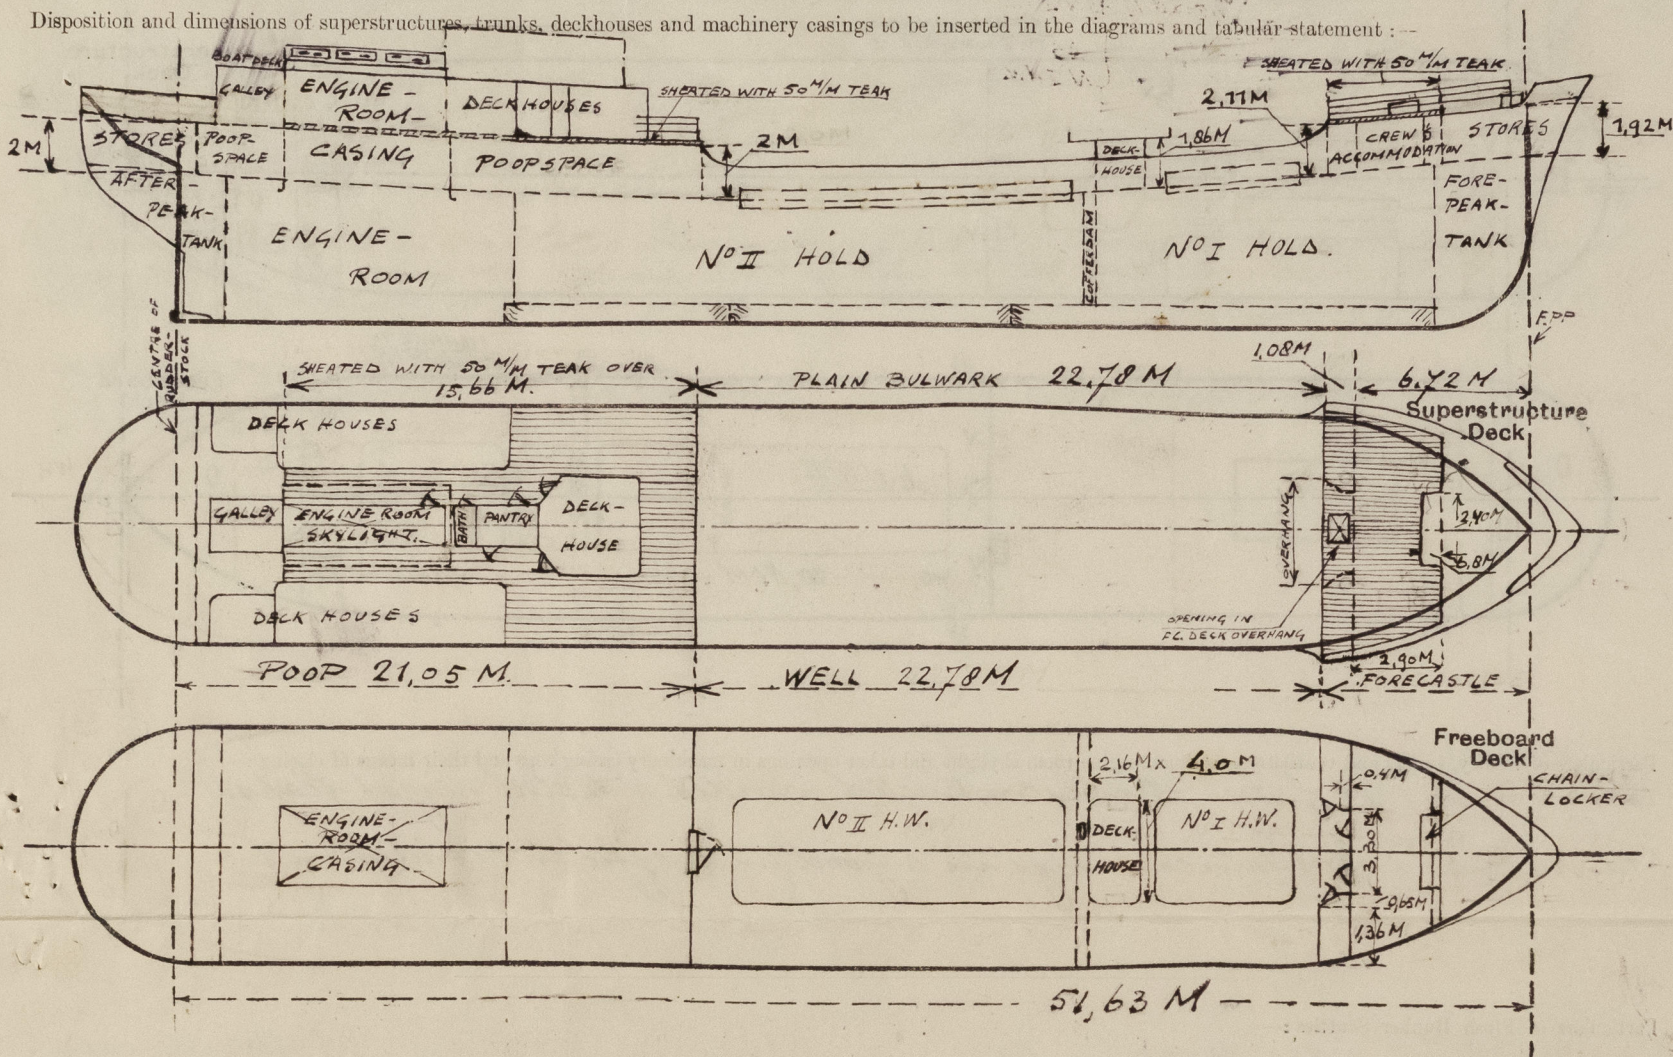 Disposition and dimensions of superstructures, trunks, deckhouses and machinery casings to be inserted in the diagrams and tabular statement :—
BOAT DECK
GALLEY
ENGINE-
ROOM-
CASING
DECKHOUSES
SHEATED WITH 50 M/M TEAK
SHEATED WITH 50 M/M TEAK
2,11M
1,86M
1,92M
2M
2M
STORES
POOP-
SPACE
POOPSPACE
DECK-
HOUSE
CREW'S
ACCOMMODATION
STORES
AFTER-
PEAK-
TANK
FORE-
PEAK-
TANK
ENGINE-
ROOM
No II HOLD
COFFERDAM
No I HOLD.
F.P.P
CENTRE OF
RUDDER-
STOCK
SHEATED WITH 50 M/M TEAK OVER
15,66 M.
PLAIN BULWARK 22,78 M
1,08M
6,72 M
Superstructure
Deck
DECK HOUSES
GALLEY
ENGINE ROOM
SKYLIGHT.
BATH
PANTRY
DECK-
HOUSE
OVERHANG
2,40M
6,8M
DECK HOUSES
OPENING IN
F.C. DECK OVERHANG
2,90M
POOP 21,05 M.
WELL 22,78M
FORECASTLE
Freeboard
Deck
2,16M x 4,0M
0,4M
CHAIN-
LOCKER
ENGINE-
ROOM-
CASING
No II H.W.
DECK-
HOUSE
No I H.W.
3,30M
0,65M
1,36M
51,63 M